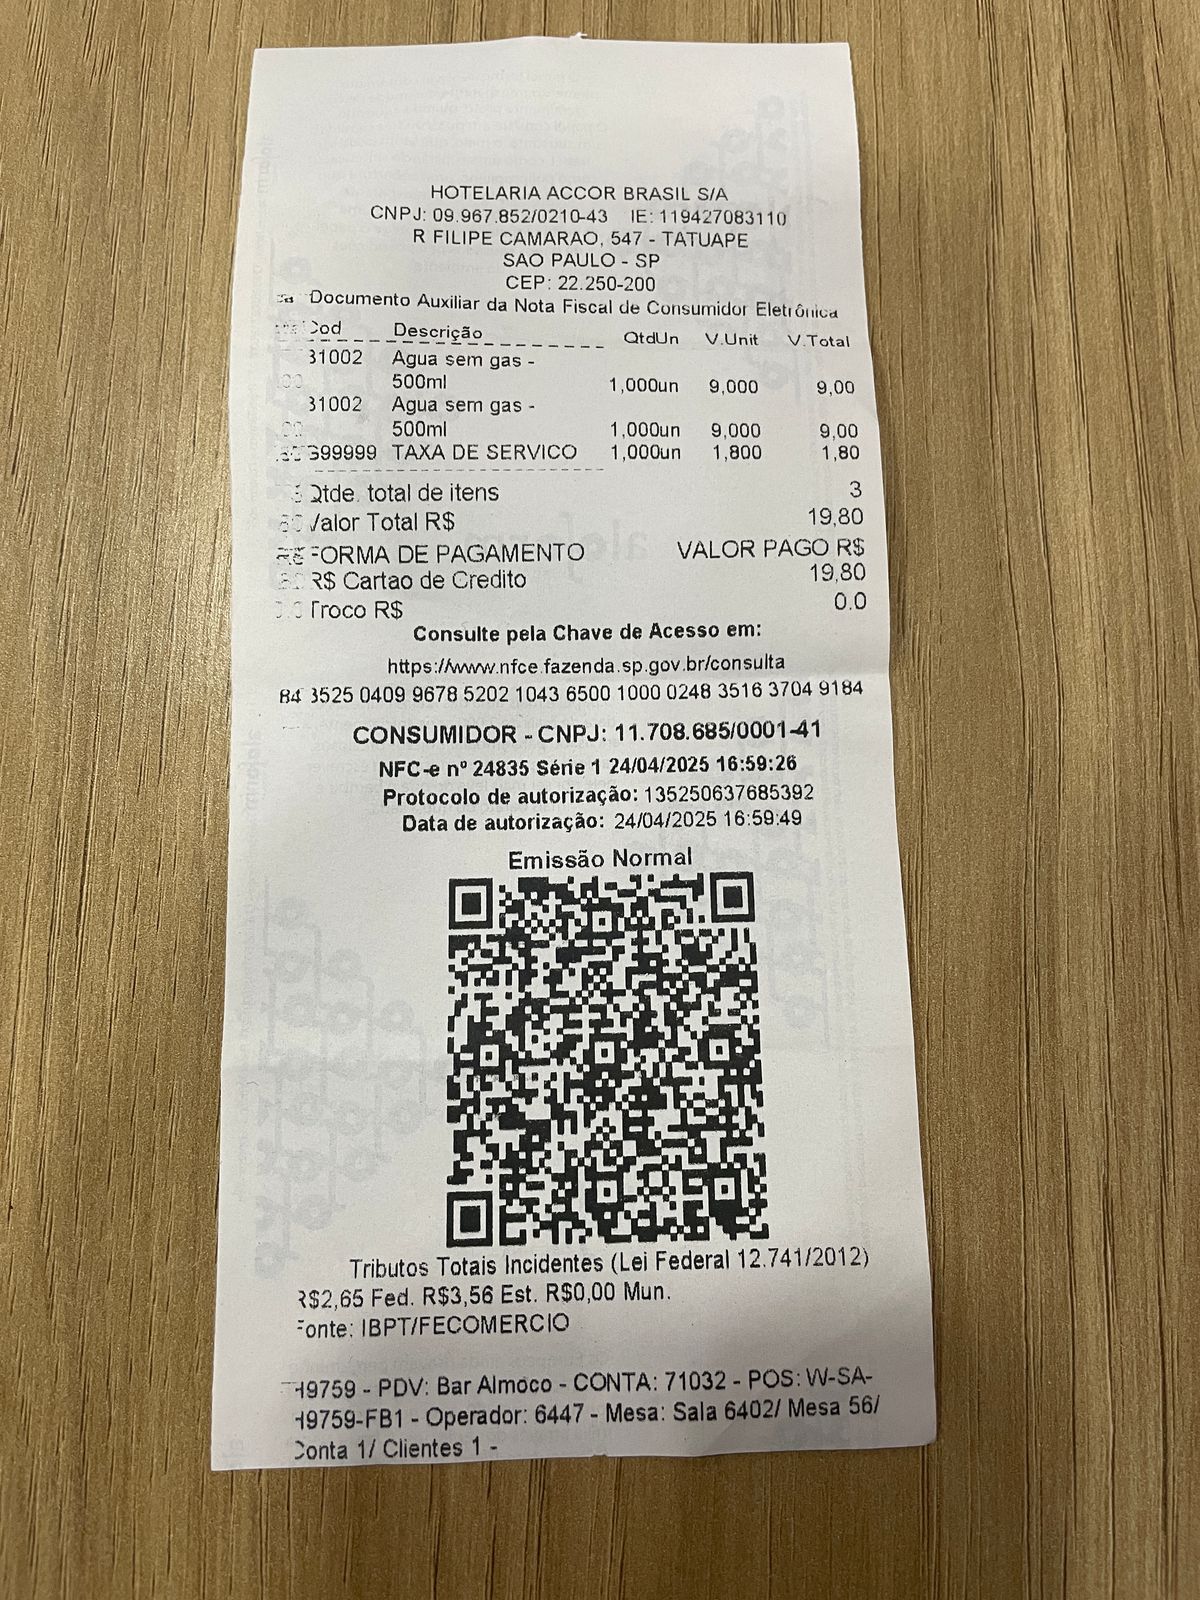 HOTELARIA ACCOR BRASIL S/A
CNPJ: 09.967.852/0210-43 IE: 119427083110
R FILIPE CAMARAO, 547 - TATUAPE
SAO PAULO - SP
CEP: 22.250-200
Documento Auxiliar da Nota Fiscal de Consumidor Eletrônica
Cod Descrição QtdUn V.Unit V.Total
31002 Agua sem gas -
500ml 1,000un 9,000 9,00
31002 Agua sem gas -
500ml 1,000un 9,000 9,00
999999 TAXA DE SERVICO 1,000un 1,800 1,80
Qtde. total de itens 3
Valor Total R$ 19,80
FORMA DE PAGAMENTO VALOR PAGO R$
R$ Cartao de Credito 19,80
Troco R$ 0.0
Consulte pela Chave de Acesso em:
https://www.nfce.fazenda.sp.gov.br/consulta
84 3525 0409 9678 5202 1043 6500 1000 0248 3516 3704 9184
CONSUMIDOR - CNPJ: 11.708.685/0001-41
NFC-e nº 24835 Série 1 24/04/2025 16:59:26
Protocolo de autorização: 135250637685392
Data de autorização: 24/04/2025 16:59:49
Emissão Normal
Tributos Totais Incidentes (Lei Federal 12.741/2012)
R$2,65 Fed. R$3,56 Est. R$0,00 Mun.
Fonte: IBPT/FECOMERCIO
H9759 - PDV: Bar Almoco - CONTA: 71032 - POS: W-SA-
H9759-FB1 - Operador: 6447 - Mesa: Sala 6402/ Mesa 56/
Conta 1/ Clientes 1 -